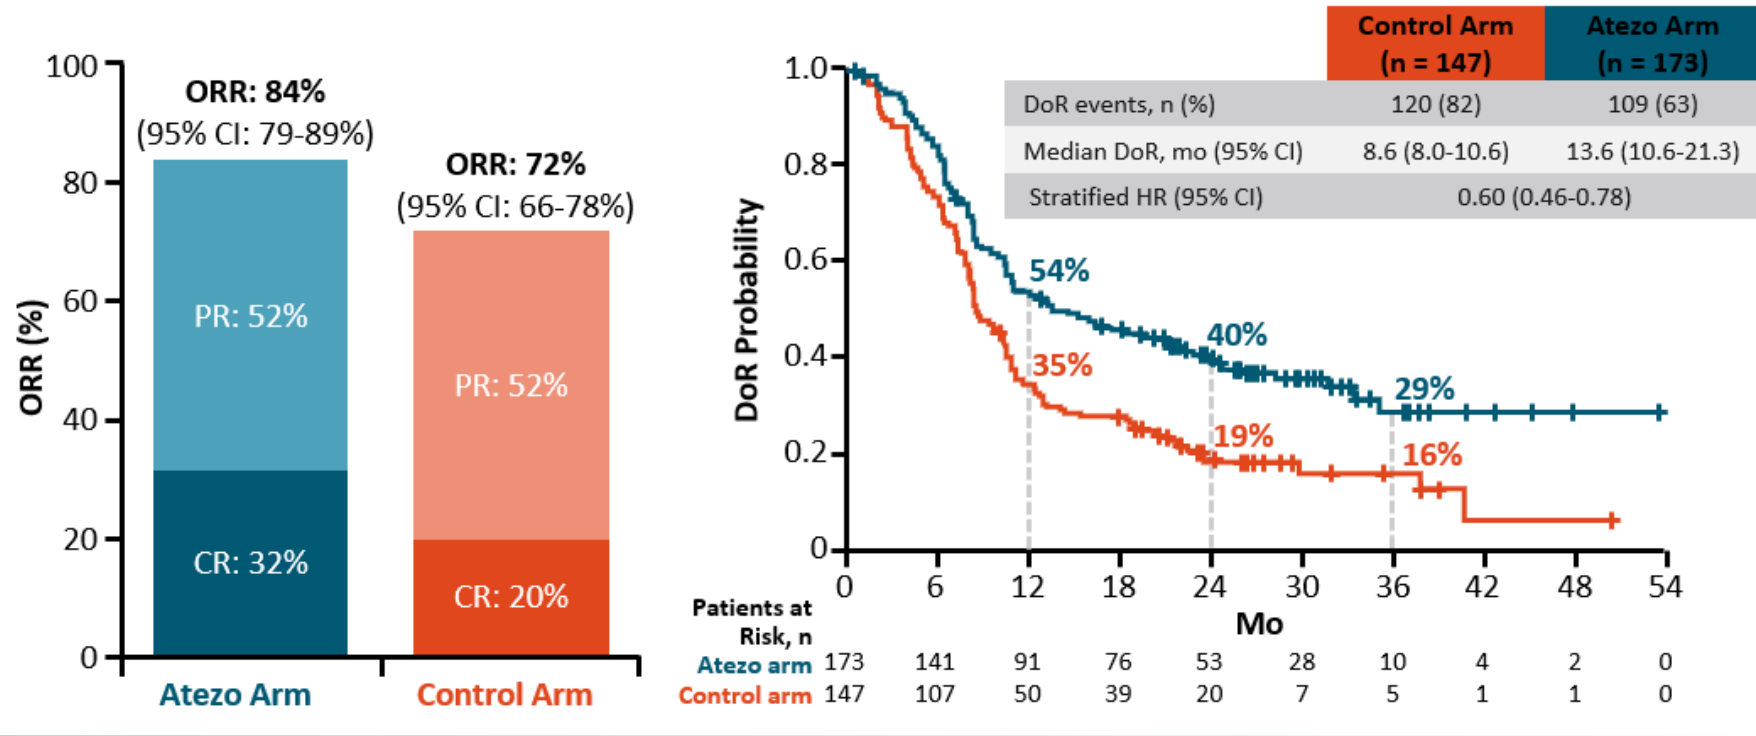 ORR (%)
100
80
60
40
20
0
ORR: 84%
(95% CI: 79-89%)
PR: 52%
CR: 32%
Atezo Arm
ORR: 72%
(95% CI: 66-78%)
PR: 52%
CR: 20%
Control Arm
Control Arm (n = 147) Atezo Arm (n = 173)
DoR events, n (%) 120 (82) 109 (63)
Median DoR, mo (95% CI) 8.6 (8.0-10.6) 13.6 (10.6-21.3)
Stratified HR (95% CI) 0.60 (0.46-0.78)
DoR Probability
1.0
0.8
0.6
0.4
0.2
0
54%
40%
29%
35%
19%
16%
0 6 12 18 24 30 36 42 48 54
Mo
Patients at
Risk, n
Atezo arm 173 141 91 76 53 28 10 4 2 0
Control arm 147 107 50 39 20 7 5 1 1 0